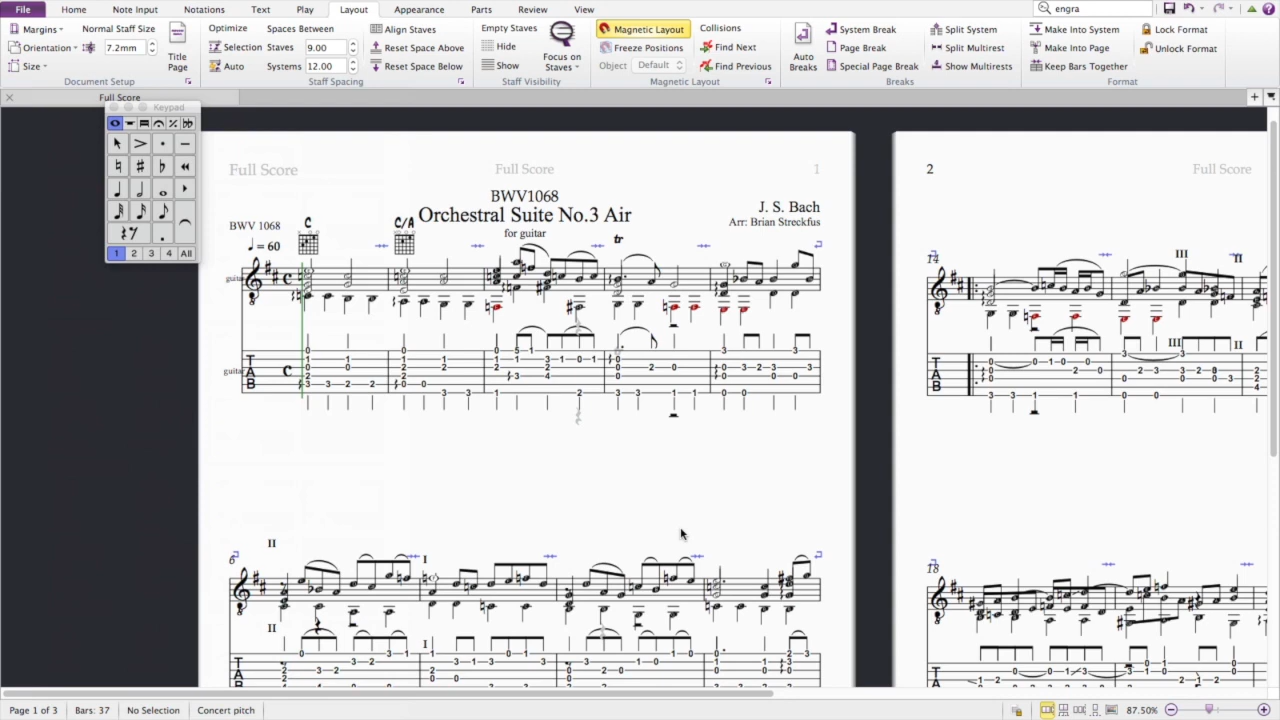 File Home Note Input Notations Text Play Layout Appearance Parts Review View engra
Margins Normal Staff Size Optimize Spaces Between Align Staves Empty Staves Magnetic Layout Collisions System Break Split System Make Into System Lock Format
Orientation 7.2mm Selection Staves 9.00 Reset Space Above Hide Freeze Positions Find Next Page Break Split Multirest Make Into Page Unlock Format
Size Title Page Auto Systems 12.00 Reset Space Below Show Focus on Staves Object Default Find Previous Auto Breaks Special Page Break Show Multirests Keep Bars Together
Document Setup Staff Spacing Staff Visibility Magnetic Layout Breaks Format
Full Score
Keypad
1 2 3 4 All
Full Score Full Score 1
BWV1068
Orchestral Suite No.3 Air
for guitar
J. S. Bach
Arr: Brian Streckfus
BWV 1068
C C/A
= 60
tr
guitar
guitar
TAB
6
II I
II I
2 Full Score
14
III II
III II
TAB
18
Page 1 of 3 Bars: 37 No Selection Concert pitch 87.50%